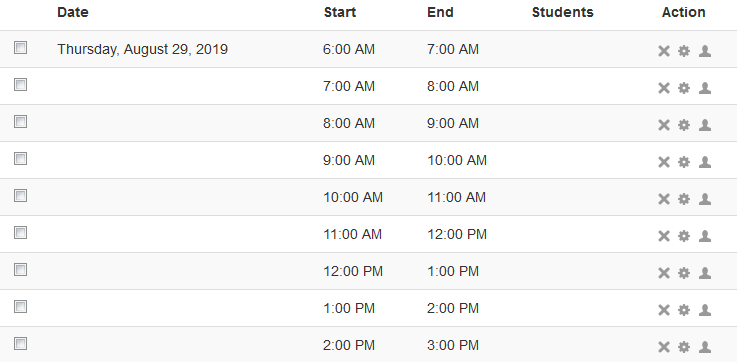 Date Start End Students Action
Thursday, August 29, 2019 6:00 AM 7:00 AM
7:00 AM 8:00 AM
8:00 AM 9:00 AM
9:00 AM 10:00 AM
10:00 AM 11:00 AM
11:00 AM 12:00 PM
12:00 PM 1:00 PM
1:00 PM 2:00 PM
2:00 PM 3:00 PM